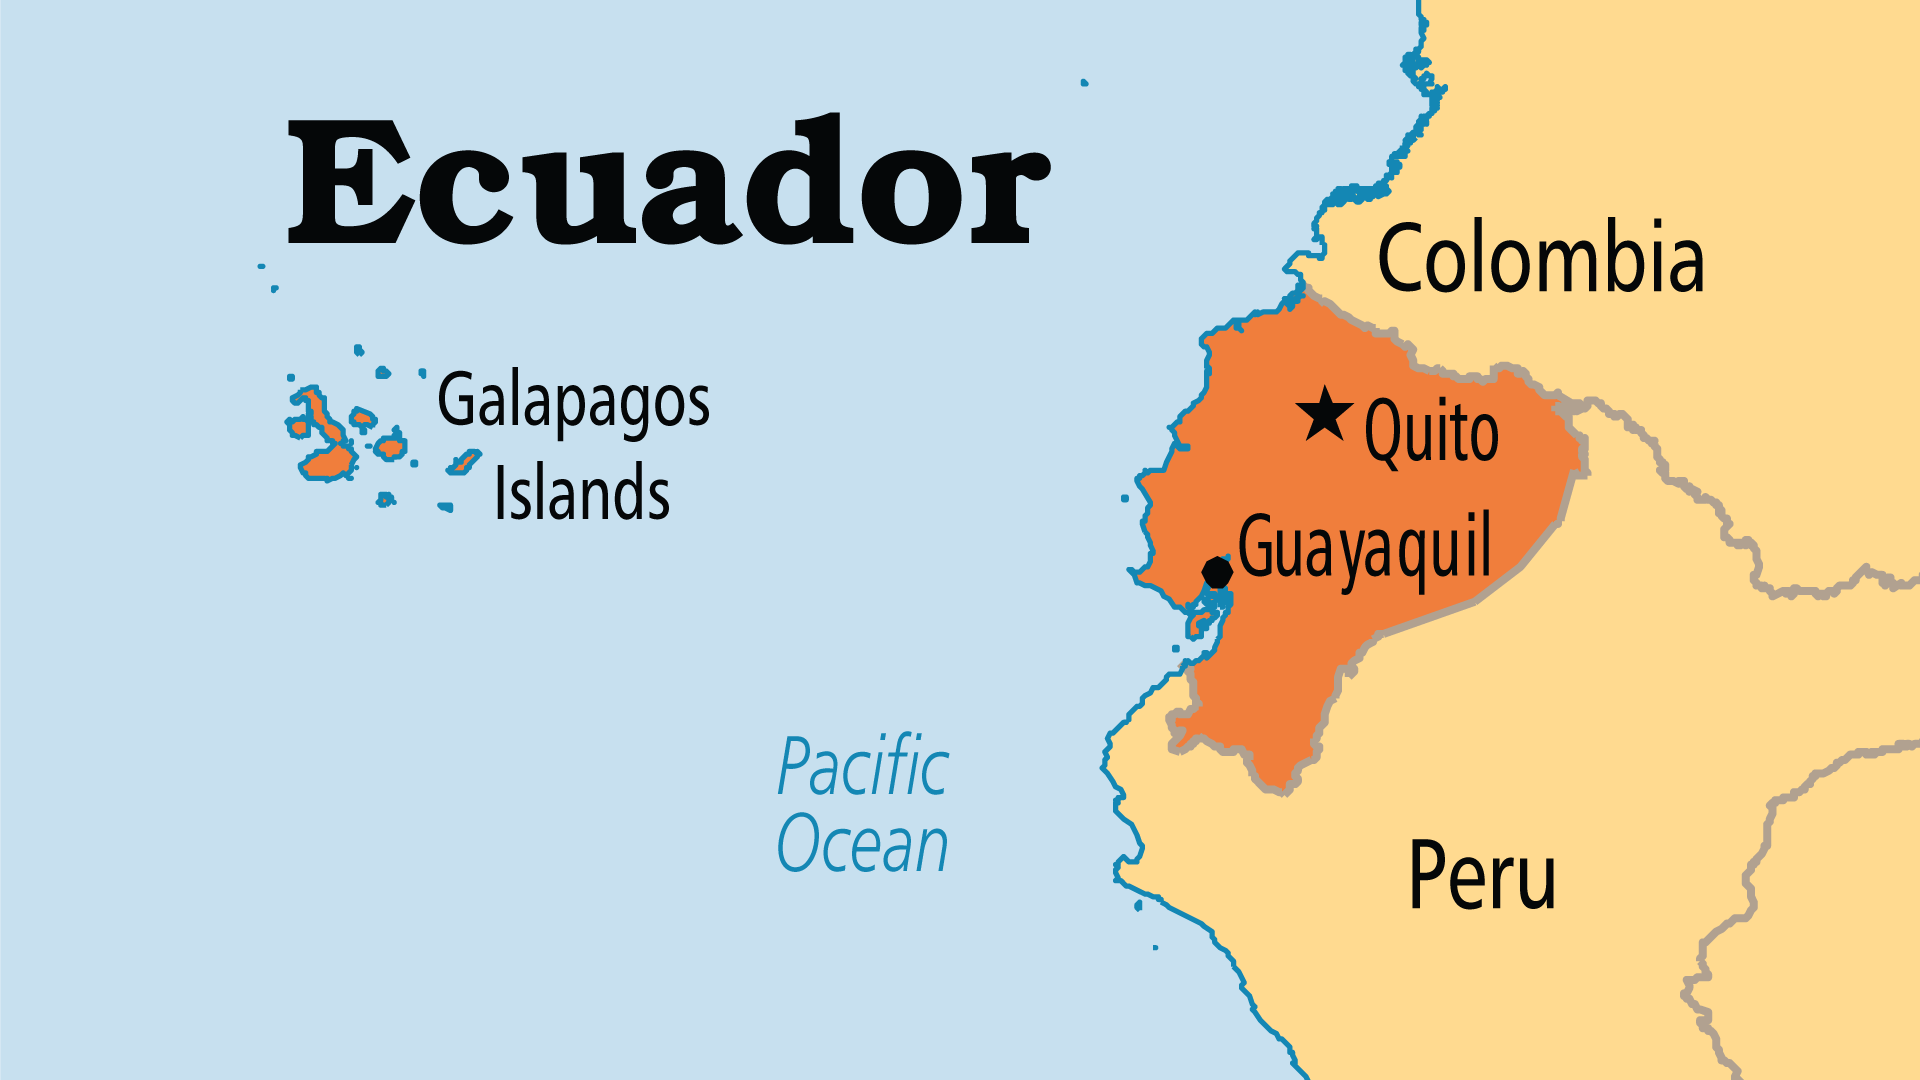 Ecuador
Colombia
Galapagos
Islands
Quito
Guayaquil
Pacific
Ocean
Peru